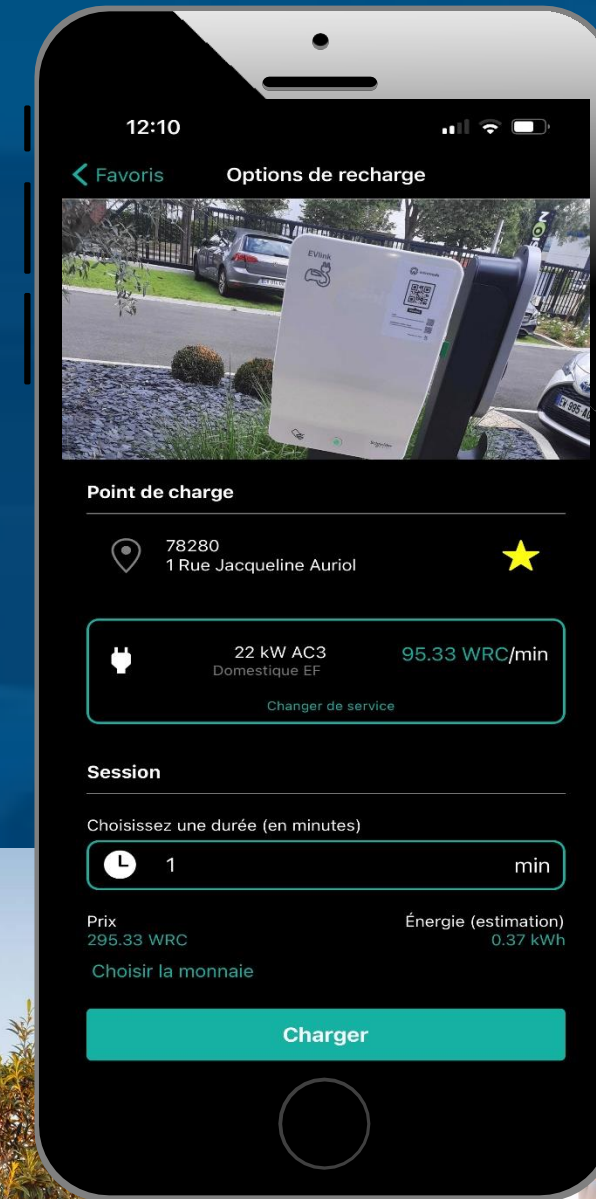 12:10
Favoris
Options de recharge
EVlink
Point de charge
78280
1 Rue Jacqueline Auriol
22 kW AC3
95.33 WRC/min
Domestique EF
Changer de service
Session
Choisissez une durée (en minutes)
1 min
Prix
Énergie (estimation)
295.33 WRC
0.37 kWh
Choisir la monnaie
Charger